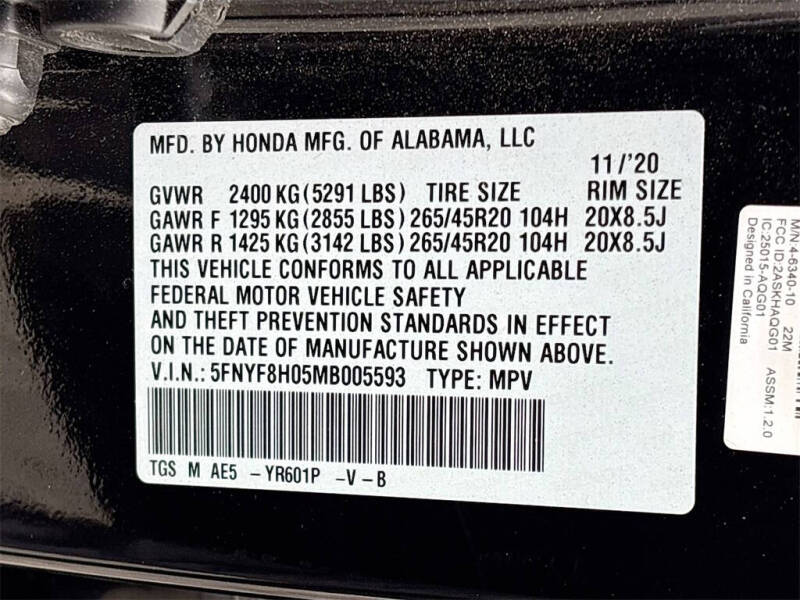 MFD. BY HONDA MFG. OF ALABAMA, LLC
11/'20
GVWR 2400 KG (5291 LBS) TIRE SIZE RIM SIZE
GAWR F 1295 KG (2855 LBS) 265/45R20 104H 20X8.5J
GAWR R 1425 KG (3142 LBS) 265/45R20 104H 20X8.5J
THIS VEHICLE CONFORMS TO ALL APPLICABLE
FEDERAL MOTOR VEHICLE SAFETY
AND THEFT PREVENTION STANDARDS IN EFFECT
ON THE DATE OF MANUFACTURE SHOWN ABOVE.
V.I.N.: 5FNYF8H05MB005593 TYPE: MPV
TGS M AE5 -YR601P -V-B
M/N:4-6340-10 22M
FCC ID:2ASKHAQG01 ASSM:1.2.0
IC:25015-AQG01
Designed in California